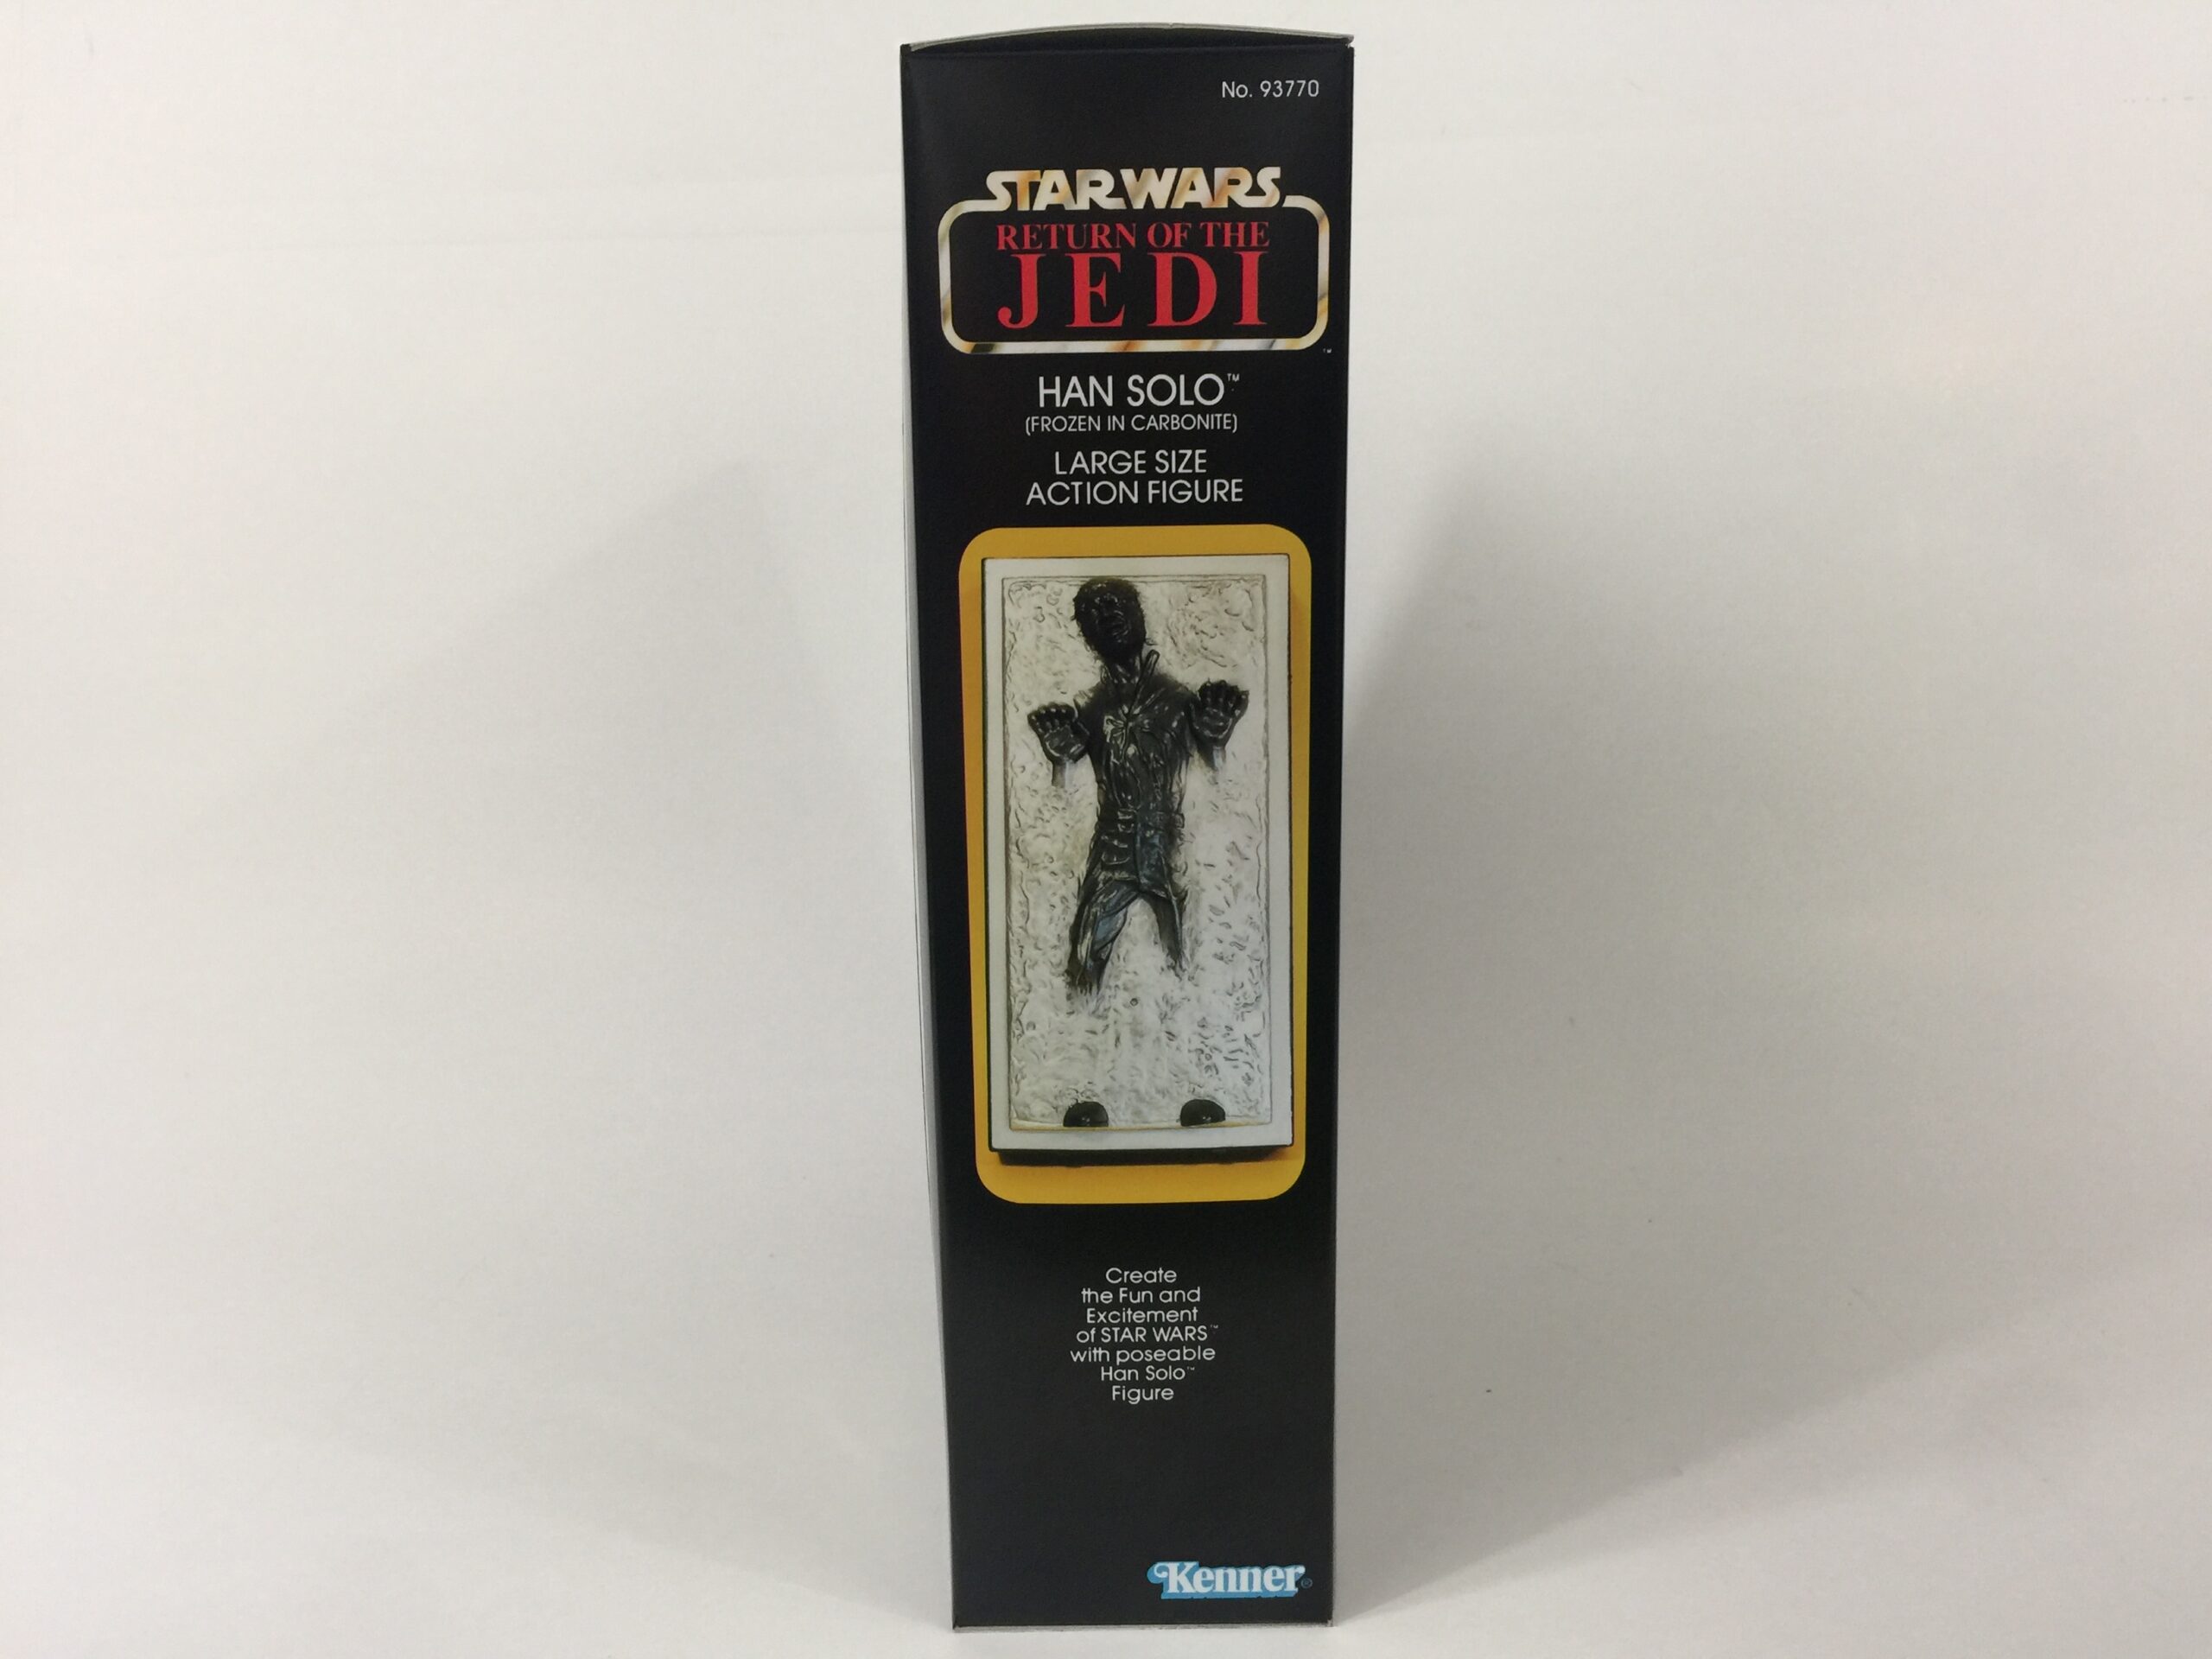 No. 93770
STAR WARS
RETURN OF THE
JEDI
™
HAN SOLO™
(FROZEN IN CARBONITE)
LARGE SIZE
ACTION FIGURE
Create
the Fun and
Excitement
of STAR WARS™
with poseable
Han Solo™
Figure
Kenner®